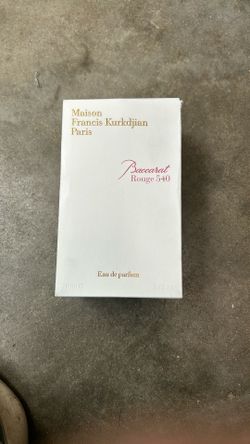 Maison
Francis Kurkdjian
Paris
Baccarat
Rouge 540
Eau de parfum